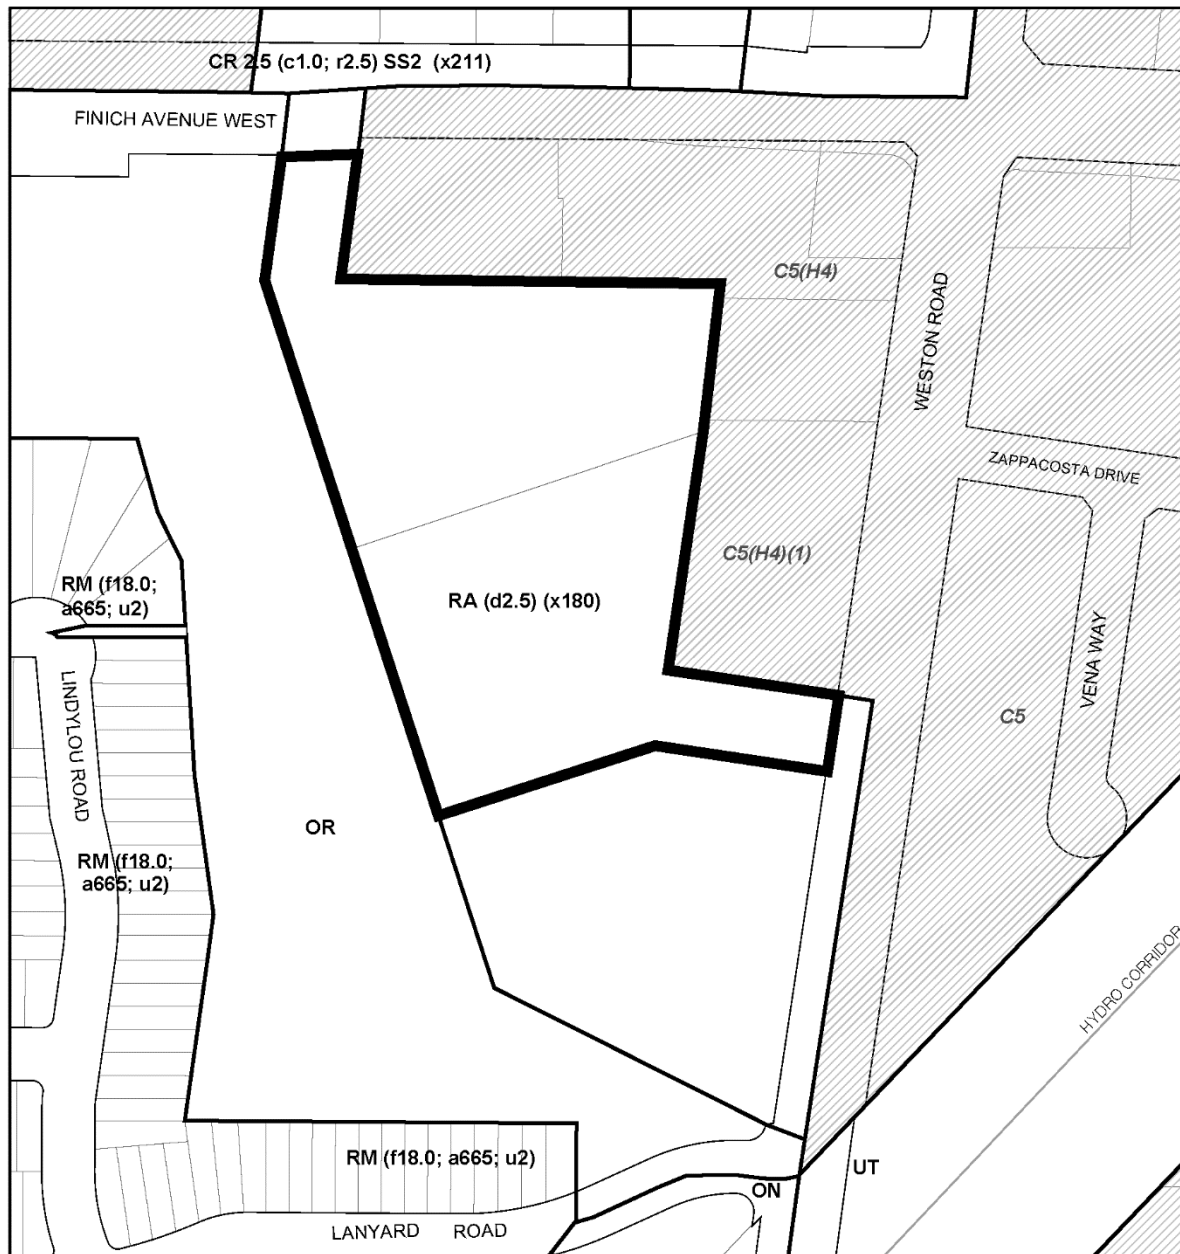 CR 2.5 (c1.0; r2.5) SS2 (x211)
FINICH AVENUE WEST
C5(H4)
WESTON ROAD
ZAPPACOSTA DRIVE
C5(H4)(1)
RM (f18.0;
a665; u2)
RA (d2.5) (x180)
VENA WAY
LINDYLOU ROAD
C5
OR
RM (f18.0;
a665; u2)
HYDRO CORRIDOR
RM (f18.0; a665; u2)
UT
ON
LANYARD ROAD